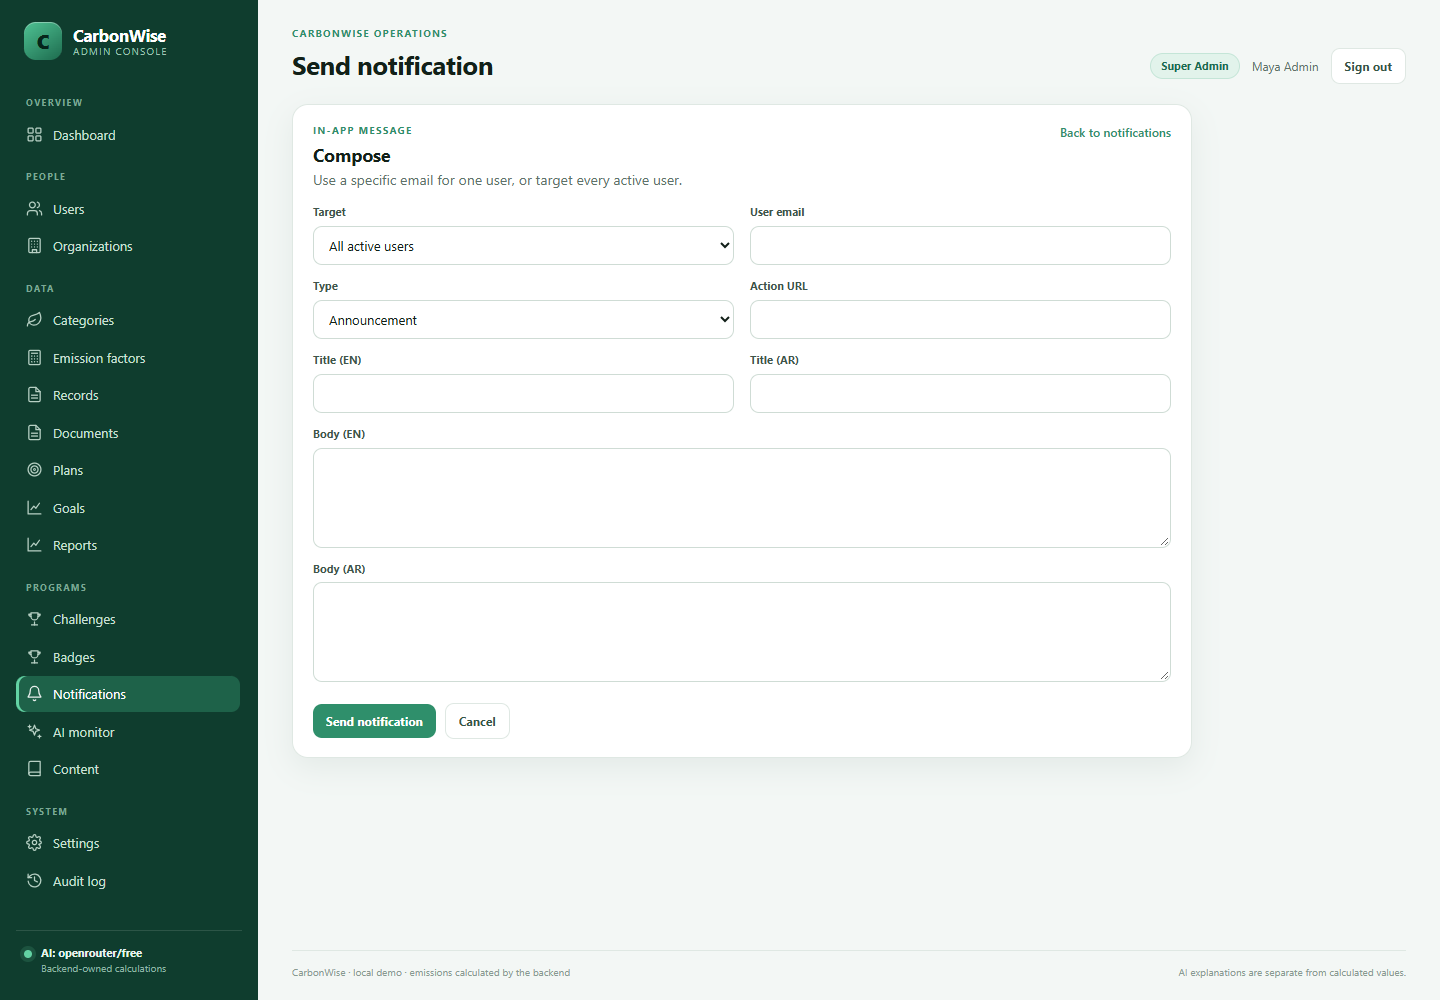 C
CarbonWise
ADMIN CONSOLE
OVERVIEW
Dashboard
PEOPLE
Users
Organizations
DATA
Categories
Emission factors
Records
Documents
Plans
Goals
Reports
PROGRAMS
Challenges
Badges
Notifications
AI monitor
Content
SYSTEM
Settings
Audit log
AI: openrouter/free
Backend-owned calculations
CARBONWISE OPERATIONS
Send notification
Super Admin
Maya Admin
Sign out
IN-APP MESSAGE
Back to notifications
Compose
Use a specific email for one user, or target every active user.
Target
User email
All active users
Type
Action URL
Announcement
Title (EN)
Title (AR)
Body (EN)
Body (AR)
Send notification
Cancel
CarbonWise · local demo · emissions calculated by the backend
AI explanations are separate from calculated values.